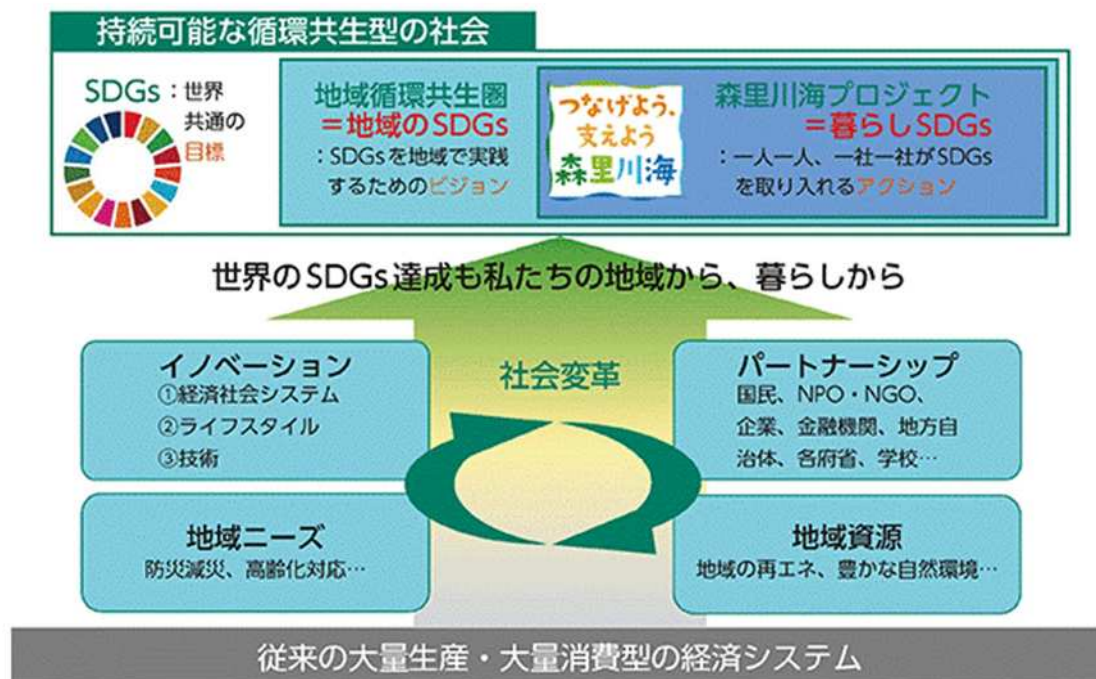 持続可能な循環共生型の社会
SDGs：世界
共通の
目標
地域循環共生圏
＝地域のSDGs
：SDGsを地域で実践
するためのビジョン
つなげよう、
支えよう
森里川海
森里川海プロジェクト
＝暮らしSDGs
：一人一人、一社一社がSDGs
を取り入れるアクション
世界のSDGs達成も私たちの地域から、暮らしから
社会変革
イノベーション
①経済社会システム
②ライフスタイル
③技術
パートナーシップ
国民、NPO・NGO、
企業、金融機関、地方自
治体、各府省、学校…
地域ニーズ
防災減災、高齢化対応…
地域資源
地域の再エネ、豊かな自然環境…
従来の大量生産・大量消費型の経済システム